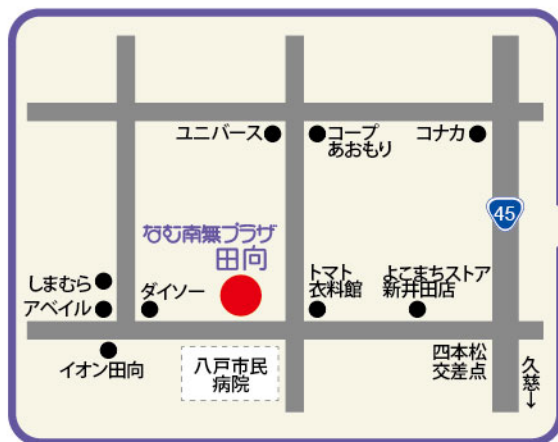 ユニバース
コープ
あおもり
コナカ
45
なむ南無プラザ
田向
しまむら
アベイル
ダイソー
トマト
衣料館
よこまちストア
新井田店
イオン田向
八戸市民
病院
四本松
交差点
久慈→